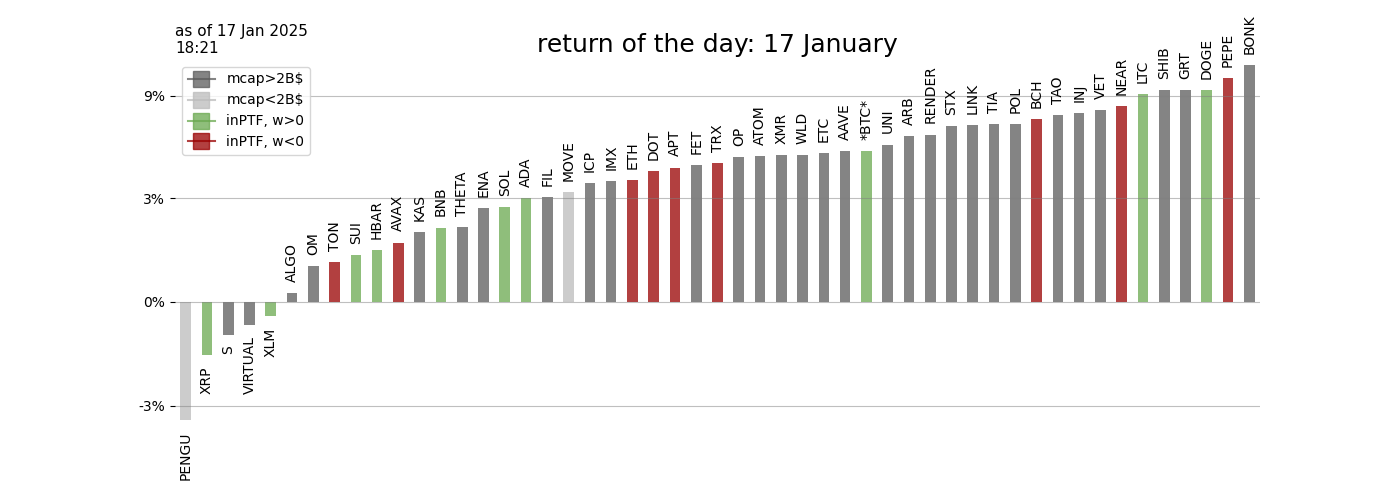 as of 17 Jan 2025
18:21
return of the day: 17 January
mcap>2B$
mcap<2B$
inPTF, w>0
inPTF, w<0
9%
3%
0%
-3%
PENGU
XRP
S
VIRTUAL
XLM
ALGO
OM
TON
SUI
HBAR
AVAX
KAS
BNB
THETA
ENA
SOL
ADA
FIL
MOVE
ICP
IMX
ETH
DOT
APT
FET
TRX
OP
ATOM
XMR
WLD
ETC
AAVE
*BTC*
UNI
ARB
RENDER
STX
LINK
TIA
POL
BCH
TAO
INJ
VET
NEAR
LTC
SHIB
GRT
DOGE
PEPE
BONK